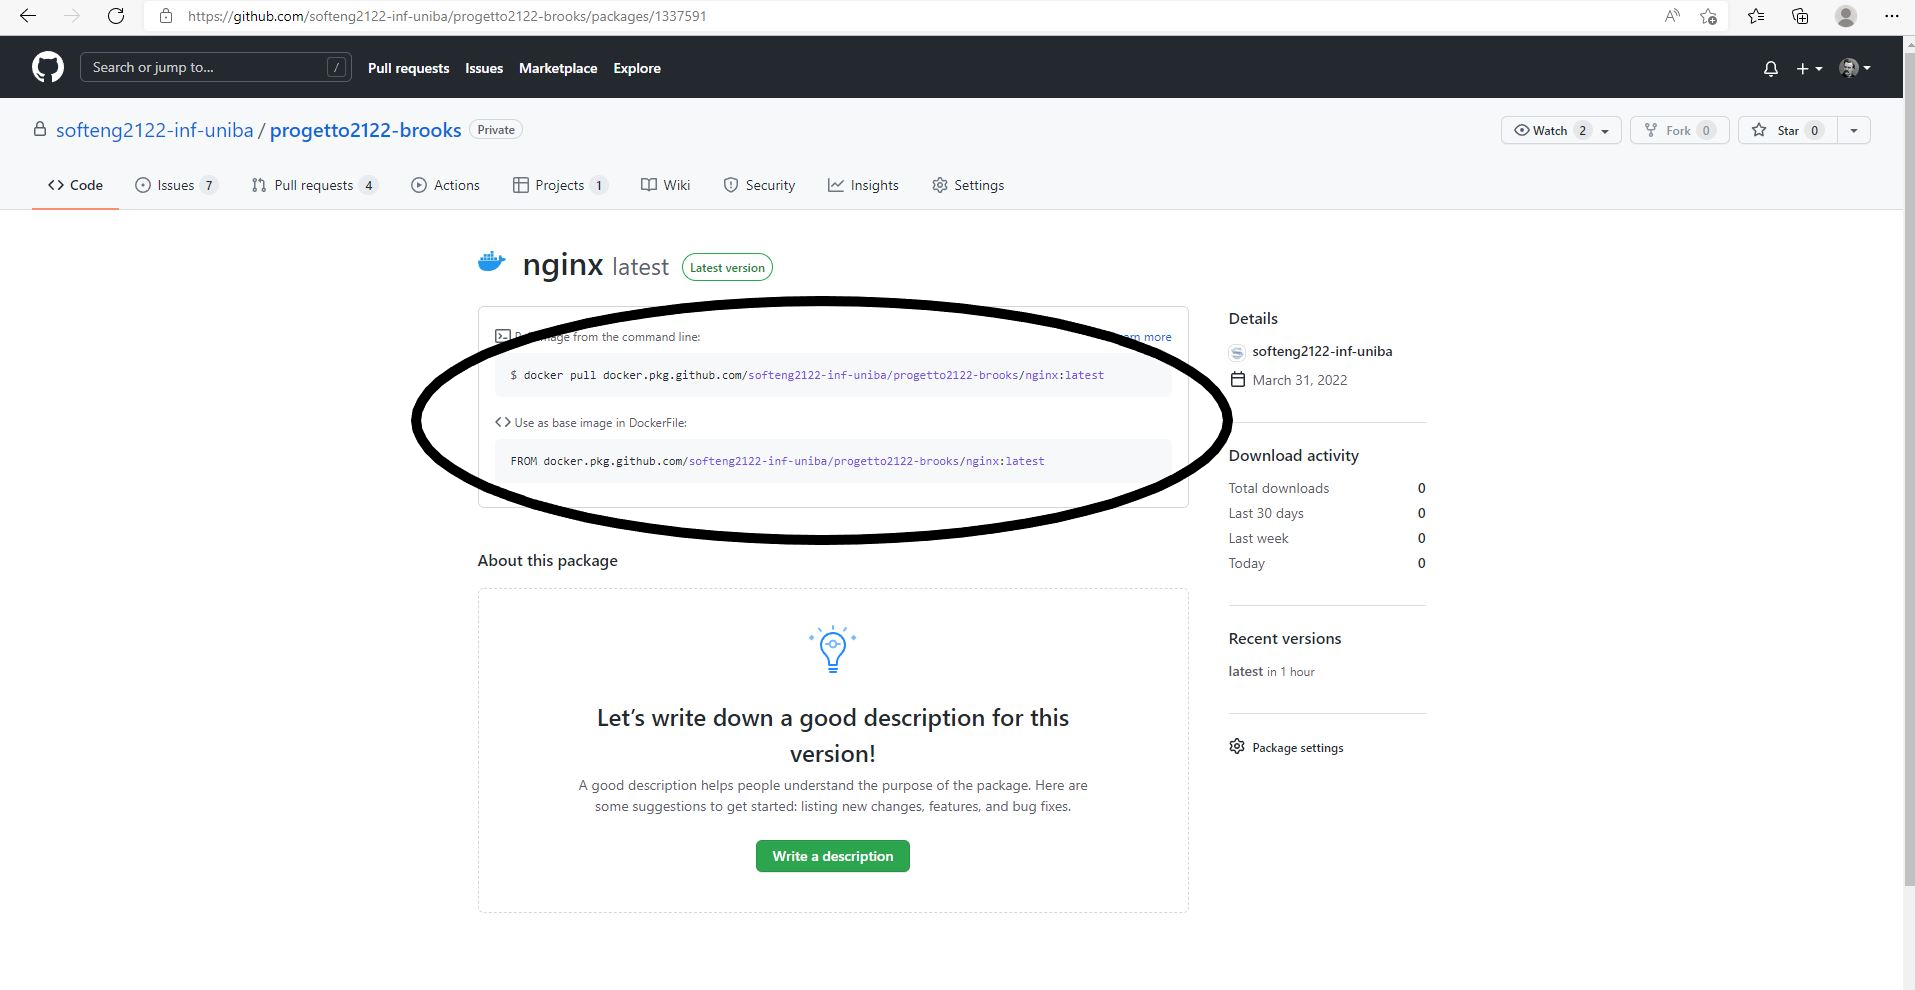 https://github.com/softeng2122-inf-uniba/progetto2122-brooks/packages/1337591
Search or jump to... /
Pull requests Issues Marketplace Explore
softeng2122-inf-uniba / progetto2122-brooks Private
Watch 2 Fork 0 Star 0
Code Issues 7 Pull requests 4 Actions Projects 1 Wiki Security Insights Settings
nginx latest Latest version
from the command line: more
$ docker pull docker.pkg.github.com/softeng2122-inf-uniba/progetto2122-brooks/nginx:latest
Use as base image in DockerFile:
FROM docker.pkg.github.com/softeng2122-inf-uniba/progetto2122-brooks/nginx:latest
About this package
Let's write down a good description for this
version!
A good description helps people understand the purpose of the package. Here are
some suggestions to get started: listing new changes, features, and bug fixes.
Write a description
Details
softeng2122-inf-uniba
March 31, 2022
Download activity
Total downloads 0
Last 30 days 0
Last week 0
Today 0
Recent versions
latest in 1 hour
Package settings